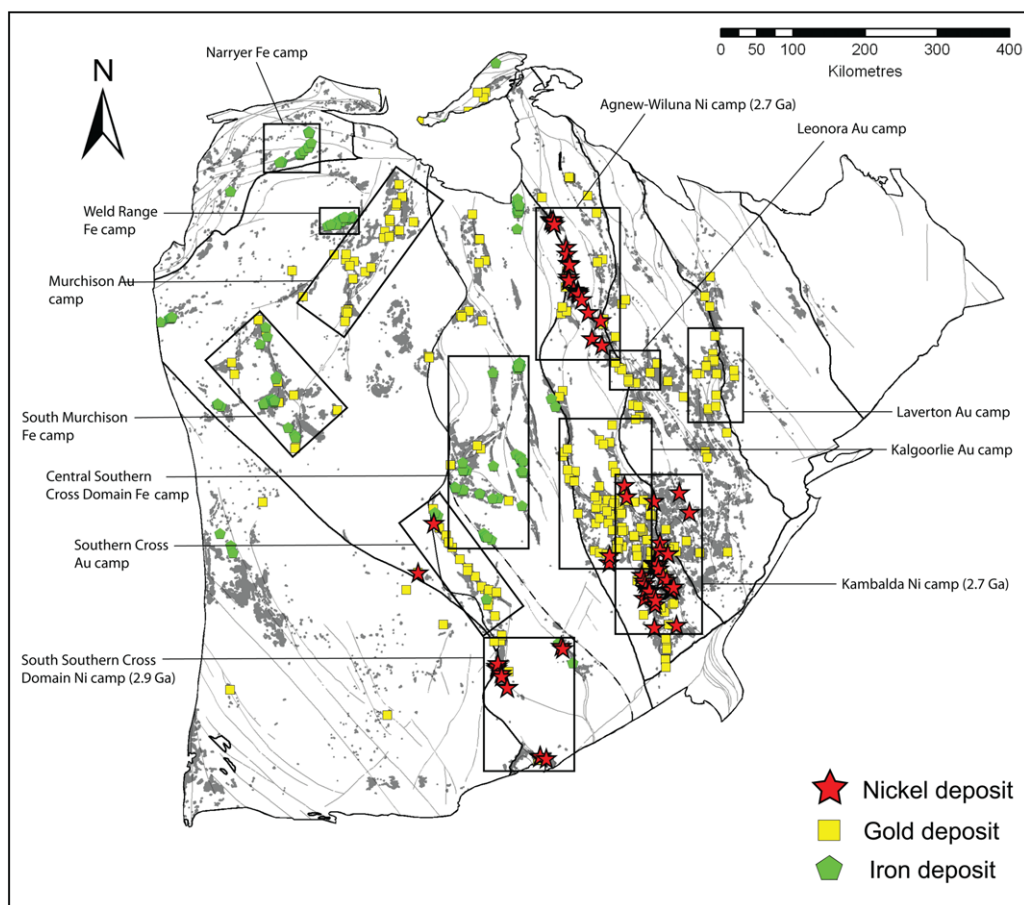 Narryer Fe camp
0 50 100 200 300 400
Kilometres
N
Agnew-Wiluna Ni camp (2.7 Ga)
Leonora Au camp
Weld Range
Fe camp
Murchison Au
camp
South Murchison
Fe camp
Laverton Au camp
Kalgoorlie Au camp
Central Southern
Cross Domain Fe camp
Southern Cross
Au camp
Kambalda Ni camp (2.7 Ga)
South Southern Cross
Domain Ni camp (2.9 Ga)
Nickel deposit
Gold deposit
Iron deposit